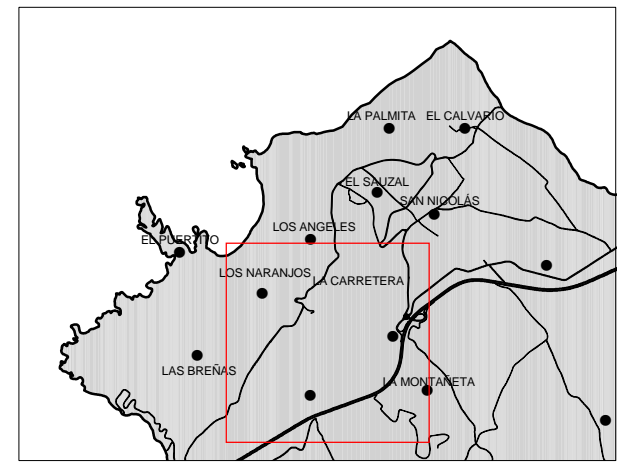 LA PALMITA
EL CALVARIO
EL SAUZAL
SAN NICOLÁS
LOS ANGELES
EL PUERTITO
LOS NARANJOS
LA CARRETERA
LAS BREÑAS
LA MONTAÑETA